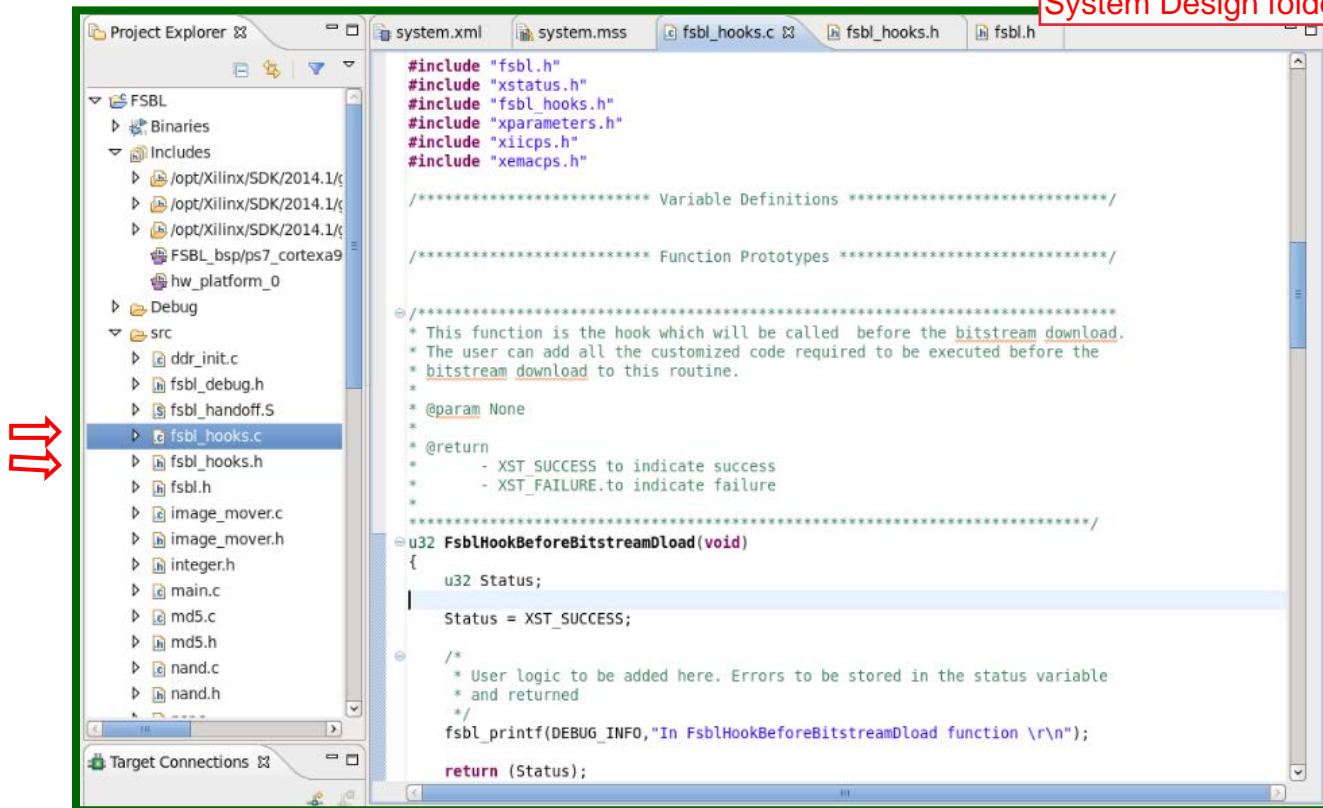 System Design folde
Project Explorer
FSBL
Binaries
Includes
/opt/Xilinx/SDK/2014.1/g
/opt/Xilinx/SDK/2014.1/g
/opt/Xilinx/SDK/2014.1/g
FSBL_bsp/ps7_cortexa9
hw_platform_0
Debug
src
ddr_init.c
fsbl_debug.h
fsbl_handoff.S
fsbl_hooks.c
fsbl_hooks.h
fsbl.h
image_mover.c
image_mover.h
integer.h
main.c
md5.c
md5.h
nand.c
nand.h
Target Connections
system.xml system.mss fsbl_hooks.c fsbl_hooks.h fsbl.h
#include "fsbl.h"
#include "xstatus.h"
#include "fsbl_hooks.h"
#include "xparameters.h"
#include "xiicps.h"
#include "xemacps.h"
/************************** Variable Definitions *****************************/
/************************** Function Prototypes ******************************/
/******************************************************************************
* This function is the hook which will be called  before the bitstream download.
* The user can add all the customized code required to be executed before the
* bitstream download to this routine.
*
* @param None
*
* @return
*       - XST_SUCCESS to indicate success
*       - XST_FAILURE.to indicate failure
*
****************************************************************************/
u32 FsblHookBeforeBitstreamDload(void)
{
u32 Status;
Status = XST_SUCCESS;
/*
* User logic to be added here. Errors to be stored in the status variable
* and returned
*/
fsbl_printf(DEBUG_INFO,"In FsblHookBeforeBitstreamDload function \r\n");
return (Status);